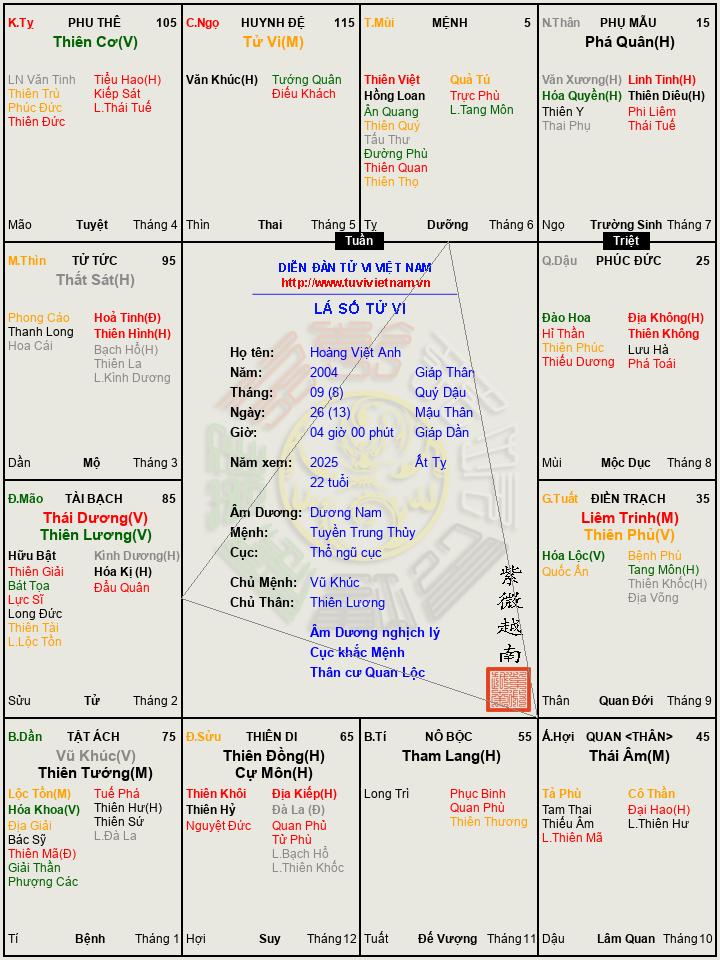 K.Tỵ PHU THÊ 105
Thiên Cơ(V)
LN Văn Tinh Tiểu Hao(H)
Thiên Trù Kiếp Sát
Phúc Đức L.Thái Tuế
Thiên Đức
Mão Tuyệt Tháng 4
C.Ngọ HUYNH ĐỆ 115
Tử Vi(M)
Văn Khúc(H) Tướng Quân
Điếu Khách
Thìn Thai Tháng 5
T.Mùi MỆNH 5
Thiên Việt Quả Tú
Hồng Loan Trực Phù
Ân Quang L.Tang Môn
Thiên Quý
Tấu Thư
Đường Phù
Thiên Quan
Thiên Thọ
Tỵ Dưỡng Tháng 6
N.Thân PHỤ MẪU 15
Phá Quân(H)
Văn Xương(H) Linh Tinh(H)
Hóa Quyền(H) Thiên Diêu(H)
Thiên Y Phi Liêm
Thai Phụ Thái Tuế
Ngọ Trường Sinh Tháng 7
Tuần
Triệt
M.Thìn TỬ TỨC 95
Thất Sát(H)
Phong Cáo Hoả Tinh(Đ)
Thanh Long Thiên Hình(H)
Hoa Cái Bạch Hổ(H)
Thiên La
L.Kình Dương
Dần Mộ Tháng 3
DIỄN ĐÀN TỬ VI VIỆT NAM
http://www.tuvivietnam.vn
LÁ SỐ TỬ VI
Họ tên: Hoàng Việt Anh
Năm: 2004 Giáp Thân
Tháng: 09 (8) Quý Dậu
Ngày: 26 (13) Mậu Thân
Giờ: 04 giờ 00 phút Giáp Dần
Năm xem: 2025 Ất Tỵ
22 tuổi
Âm Dương: Dương Nam
Mệnh: Tuyền Trung Thủy
Cục: Thổ ngũ cục
Chủ Mệnh: Vũ Khúc
Chủ Thân: Thiên Lương
Âm Dương nghịch lý
Cục khắc Mệnh
Thân cư Quan Lộc
紫
微
越
南
Q.Dậu PHÚC ĐỨC 25
Đào Hoa Địa Không(H)
Hỉ Thần Thiên Không
Thiên Phúc Lưu Hà
Thiếu Dương Phá Toái
Mùi Mộc Dục Tháng 8
Đ.Mão TÀI BẠCH 85
Thái Dương(V)
Thiên Lương(V)
Hữu Bật Kình Dương(H)
Thiên Giải Hóa Kị (H)
Bát Tọa Đẩu Quân
Lực Sĩ
Long Đức
Thiên Tài
L.Lộc Tồn
Sửu Tử Tháng 2
G.Tuất ĐIỀN TRẠCH 35
Liêm Trinh(M)
Thiên Phủ(V)
Hóa Lộc(V) Bệnh Phù
Quốc Ấn Tang Môn(H)
Thiên Khốc(H)
Địa Võng
Thân Quan Đới Tháng 9
B.Dần TẬT ÁCH 75
Vũ Khúc(V)
Thiên Tướng(M)
Lộc Tồn(M) Tuế Phá
Hóa Khoa(V) Thiên Hư(H)
Địa Giải Thiên Sứ
Bác Sỹ L.Đà La
Thiên Mã(Đ)
Giải Thần
Phượng Các
Tí Bệnh Tháng 1
Đ.Sửu THIÊN DI 65
Thiên Đồng(H)
Cự Môn(H)
Thiên Khôi Địa Kiếp(H)
Thiên Hỷ Đà La (Đ)
Nguyệt Đức Quan Phủ
Tử Phù
L.Bạch Hổ
L.Thiên Khốc
Hợi Suy Tháng 12
B.Tí NÔ BỘC 55
Tham Lang(H)
Long Trì Phục Binh
Quan Phù
Thiên Thương
Tuất Đế Vượng Tháng 11
Ấ.Hợi QUAN <THÂN> 45
Thái Âm(M)
Tả Phù Cô Thần
Tam Thai Đại Hao(H)
Thiếu Âm L.Thiên Hư
L.Thiên Mã
Dậu Lâm Quan Tháng 10